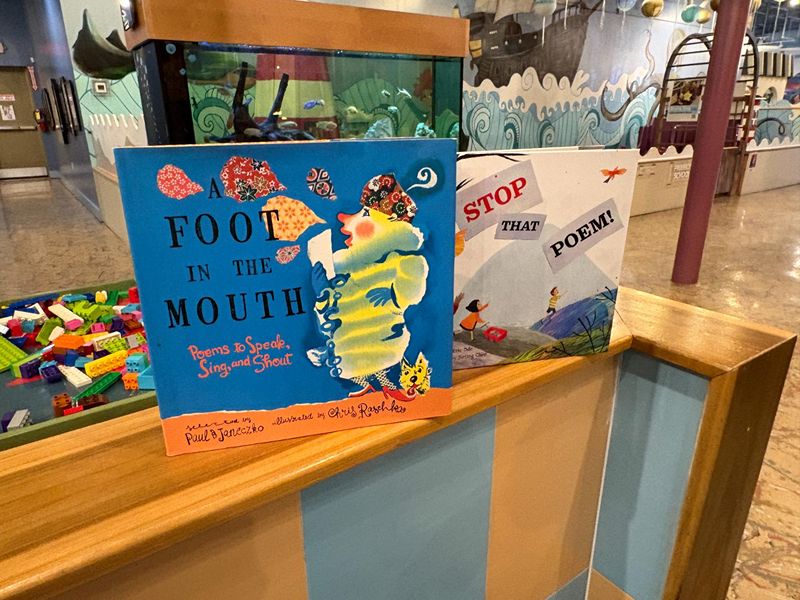 A
FOOT
IN THE
MOUTH
Poems to Speak,
Sing, and Shout
selected by
Paul B Janeczko
illustrated by Chris Raschka
STOP
THAT
POEM!